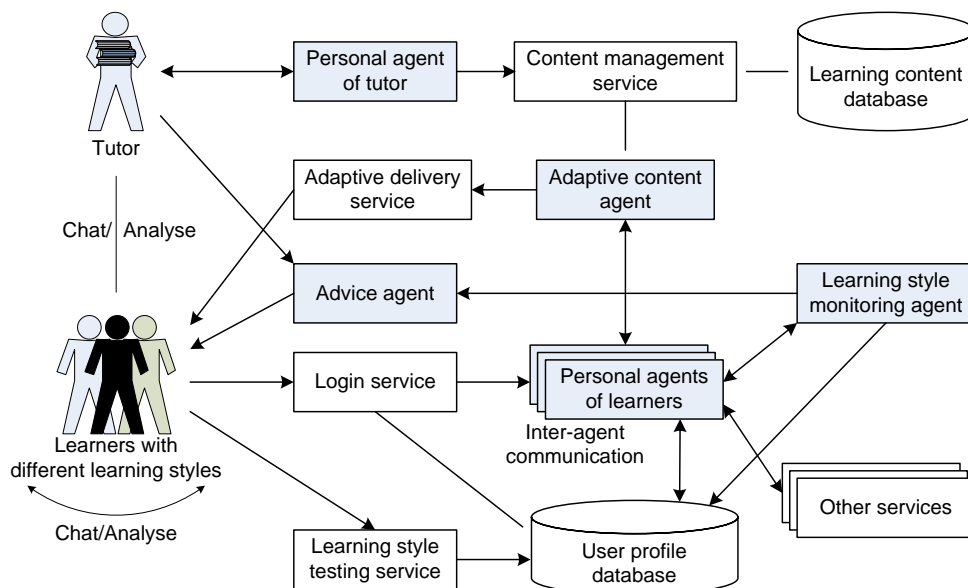 Personal agent
of tutor
Content management
service
Learning content
database
Tutor
Adaptive delivery
service
Adaptive content
agent
Chat/ Analyse
Advice agent
Learning style
monitoring agent
Login service
Personal agents
of learners
Inter-agent
communication
Learners with
different learning styles
Chat/Analyse
Other services
Learning style
testing service
User profile
database